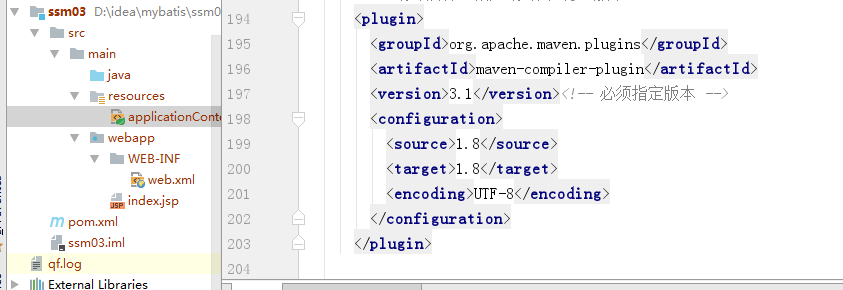 ssm03 D:\idea\mybatis\ssm0
src
main
java
resources
applicationConte
webapp
WEB-INF
web.xml
index.jsp
pom.xml
ssm03.iml
qf.log
External Libraries
194 <plugin>
195 <groupId>org.apache.maven.plugins</groupId>
196 <artifactId>maven-compiler-plugin</artifactId>
197 <version>3.1</version><!-- 必须指定版本 -->
198 <configuration>
199 <source>1.8</source>
200 <target>1.8</target>
201 <encoding>UTF-8</encoding>
202 </configuration>
203 </plugin>
204